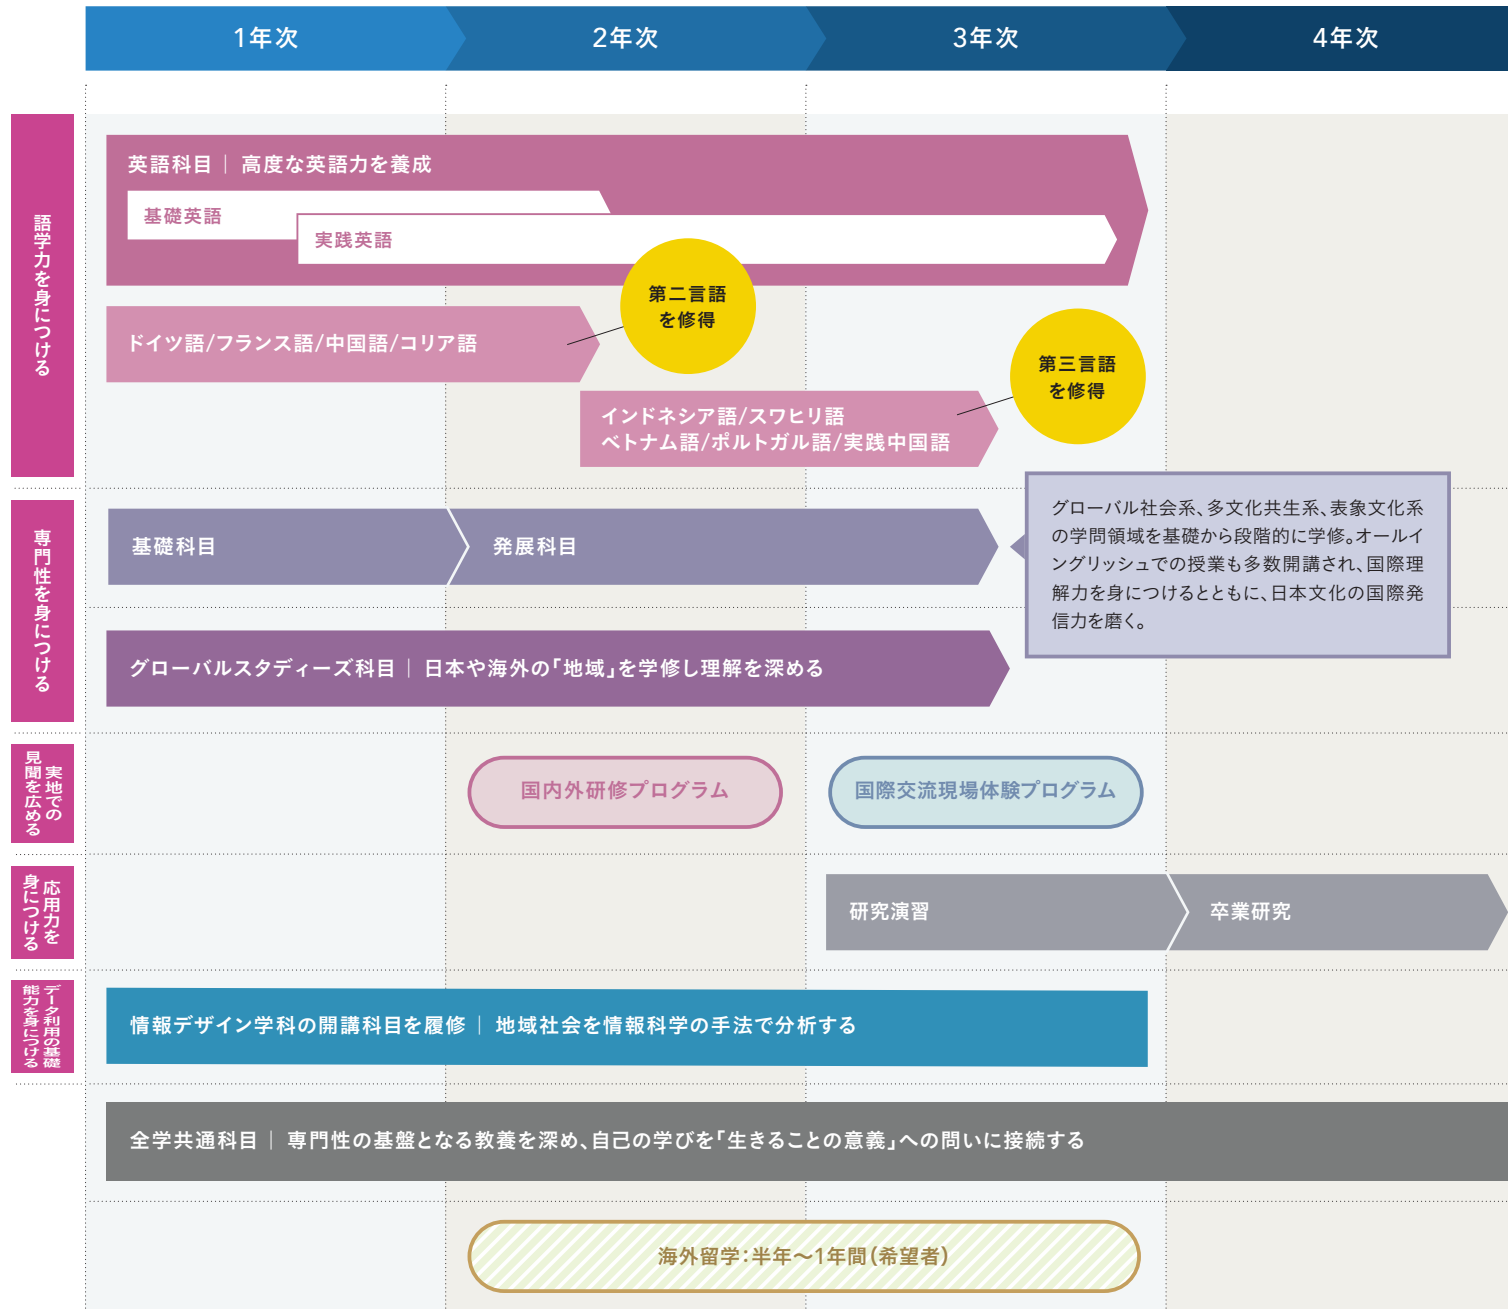 1年次
2年次
3年次
4年次
語学力を身につける
英語科目｜高度な英語力を養成
基礎英語
実践英語
第二言語
を修得
ドイツ語/フランス語/中国語/コリア語
第三言語
を修得
インドネシア語/スワヒリ語
ベトナム語/ポルトガル語/実践中国語
専門性を身につける
基礎科目
発展科目
グローバル社会系、多文化共生系、表象文化系
の学問領域を基礎から段階的に学修。オールイ
ングリッシュでの授業も多数開講され、国際理
解力を身につけるとともに、日本文化の国際発
信力を磨く。
グローバルスタディーズ科目｜日本や海外の「地域」を学修し理解を深める
実地での
見聞を広める
国内外研修プログラム
国際交流現場体験プログラム
応用力を
身につける
研究演習
卒業研究
データ利用の基礎
能力を身につける
情報デザイン学科の開講科目を履修｜地域社会を情報科学の手法で分析する
全学共通科目｜専門性の基盤となる教養を深め、自己の学びを「生きることの意義」への問いに接続する
海外留学：半年〜1年間（希望者）